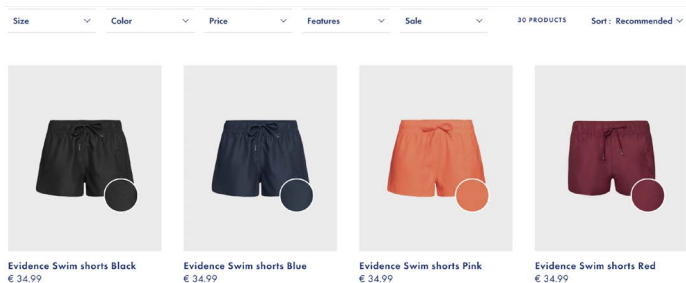 Size
Color
Price
Features
Sale
30 PRODUCTS
Sort : Recommended
Evidence Swim shorts Black
€ 34.99
Evidence Swim shorts Blue
€ 34.99
Evidence Swim shorts Pink
€ 34.99
Evidence Swim shorts Red
€ 34.99